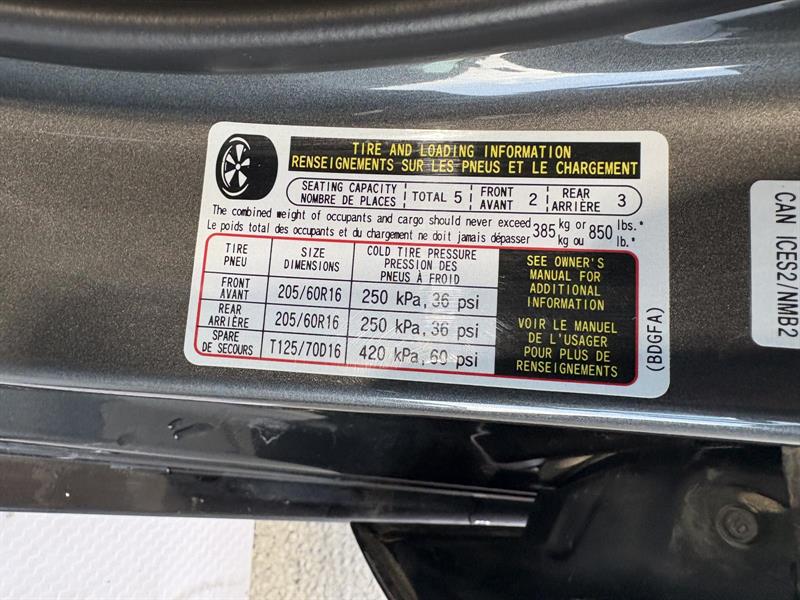 TIRE AND LOADING INFORMATION
RENSEIGNEMENTS SUR LES PNEUS ET LE CHARGEMENT
SEATING CAPACITY
NOMBRE DE PLACES
TOTAL 5
FRONT
AVANT
2
REAR
ARRIÈRE
3
The combined weight of occupants and cargo should never exceed 385 kg or 850 lbs.*
Le poids total des occupants et du chargement ne doit jamais dépasser kg ou lb.*
TIRE
PNEU
SIZE
DIMENSIONS
COLD TIRE PRESSURE
PRESSION DES
PNEUS À FROID
FRONT
AVANT
205/60R16
250 kPa, 36 psi
REAR
ARRIÈRE
205/60R16
250 kPa, 36 psi
SPARE
DE SECOURS
T125/70D16
420 kPa, 60 psi
SEE OWNER'S
MANUAL FOR
ADDITIONAL
INFORMATION
VOIR LE MANUEL
DE L'USAGER
POUR PLUS DE
RENSEIGNEMENTS
(BDGFA)
CAN ICES2/NMB2